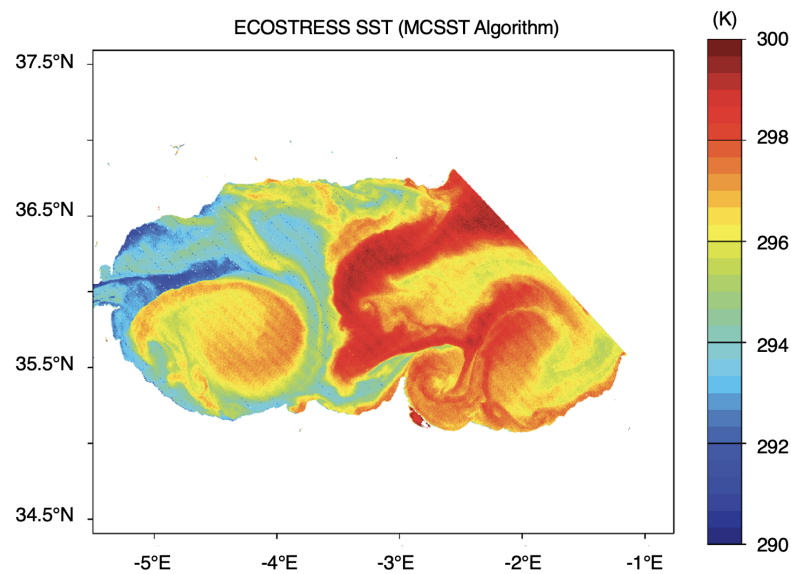 ECOSTRESS SST (MCSST Algorithm)
(K)
37.5°N
36.5°N
35.5°N
34.5°N
-5°E
-4°E
-3°E
-2°E
-1°E
300
298
296
294
292
290